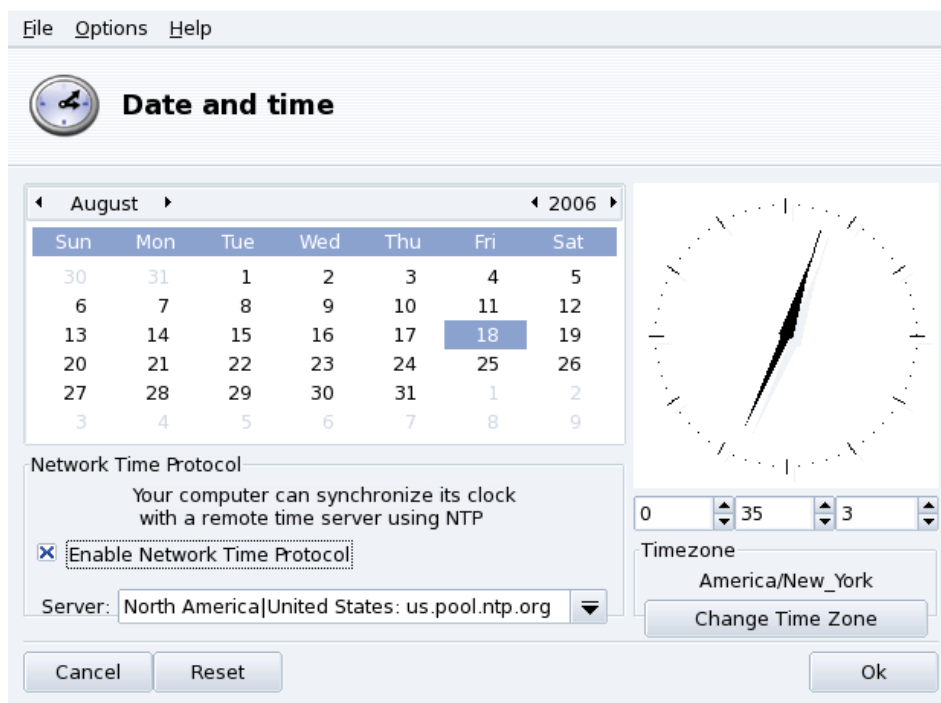 File Options Help
Date and time
August 2006
Sun Mon Tue Wed Thu Fri Sat
30 31 1 2 3 4 5
6 7 8 9 10 11 12
13 14 15 16 17 18 19
20 21 22 23 24 25 26
27 28 29 30 31 1 2
3 4 5 6 7 8 9
Network Time Protocol
Your computer can synchronize its clock
with a remote time server using NTP
Enable Network Time Protocol
Server: North America|United States: us.pool.ntp.org
0 35 3
Timezone
America/New_York
Change Time Zone
Cancel Reset Ok